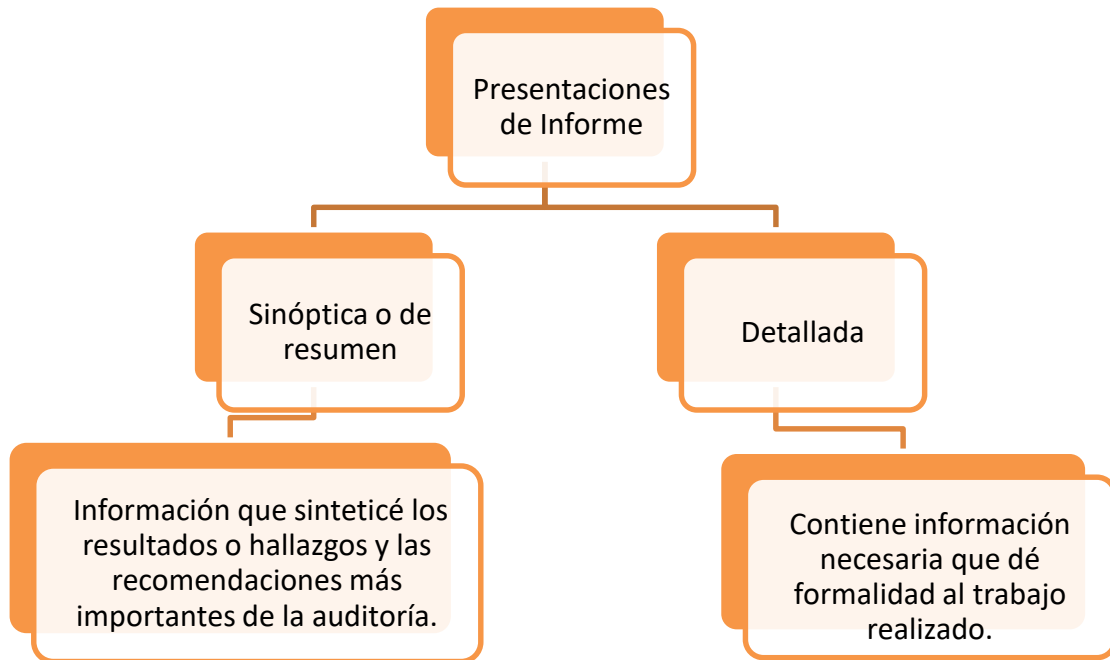 Presentaciones
de Informe
Sinóptica o de
resumen
Detallada
Información que sinteticé los
resultados o hallazgos y las
recomendaciones más
importantes de la auditoría.
Contiene información
necesaria que dé
formalidad al trabajo
realizado.